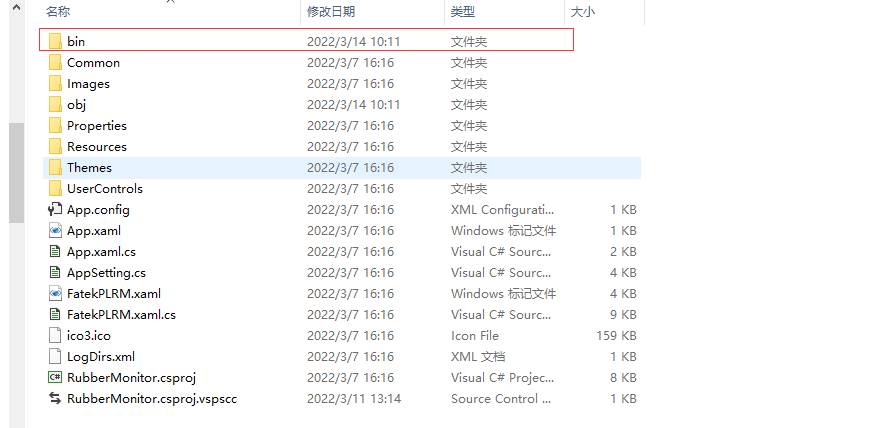 名称 修改日期 类型 大小
bin 2022/3/14 10:11 文件夹
Common 2022/3/7 16:16 文件夹
Images 2022/3/7 16:16 文件夹
obj 2022/3/14 10:11 文件夹
Properties 2022/3/7 16:16 文件夹
Resources 2022/3/7 16:16 文件夹
Themes 2022/3/7 16:16 文件夹
UserControls 2022/3/7 16:16 文件夹
App.config 2022/3/7 16:16 XML Configurati... 1 KB
App.xaml 2022/3/7 16:16 Windows 标记文件 1 KB
App.xaml.cs 2022/3/7 16:16 Visual C# Sourc... 2 KB
AppSetting.cs 2022/3/7 16:16 Visual C# Sourc... 4 KB
FatekPLRM.xaml 2022/3/7 16:16 Windows 标记文件 4 KB
FatekPLRM.xaml.cs 2022/3/7 16:16 Visual C# Sourc... 9 KB
ico3.ico 2022/3/7 16:16 Icon File 159 KB
LogDirs.xml 2022/3/7 16:16 XML 文档 1 KB
C# RubberMonitor.csproj 2022/3/7 16:16 Visual C# Projec... 8 KB
RubberMonitor.csproj.vspscc 2022/3/11 13:14 Source Control ... 1 KB